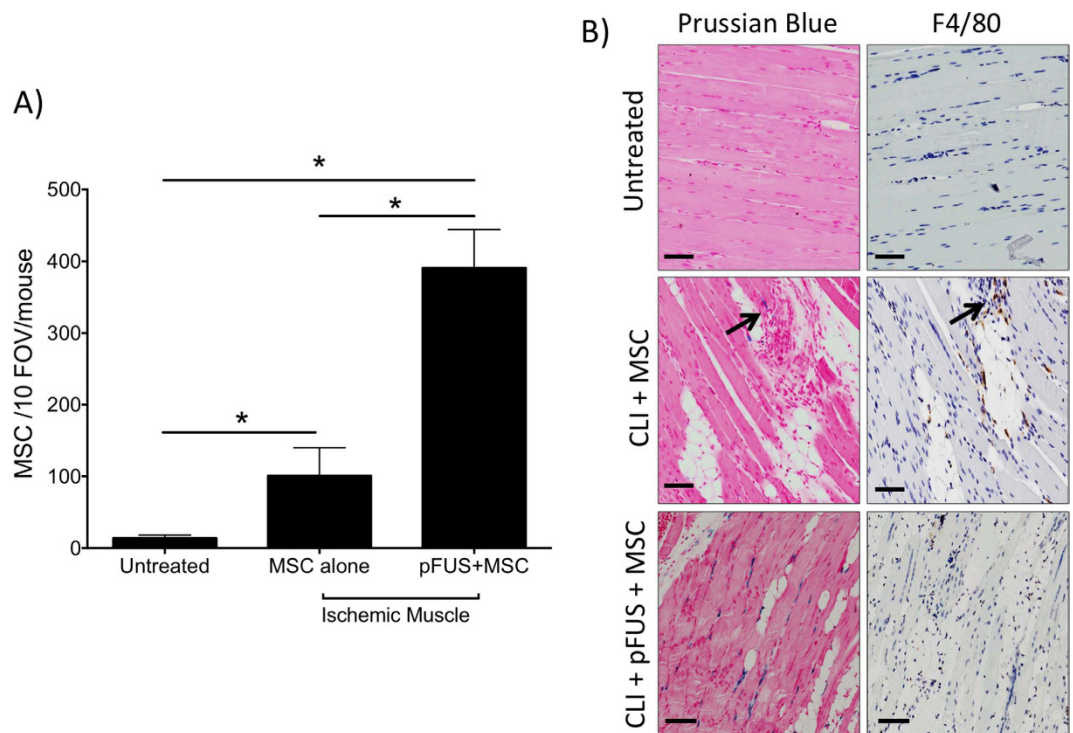 A)
MSC /10 FOV/mouse
500
400
300
200
100
0
*
*
*
Untreated
MSC alone
pFUS+MSC
Ischemic Muscle
B)
Prussian Blue
F4/80
Untreated
CLI + MSC
CLI + pFUS + MSC